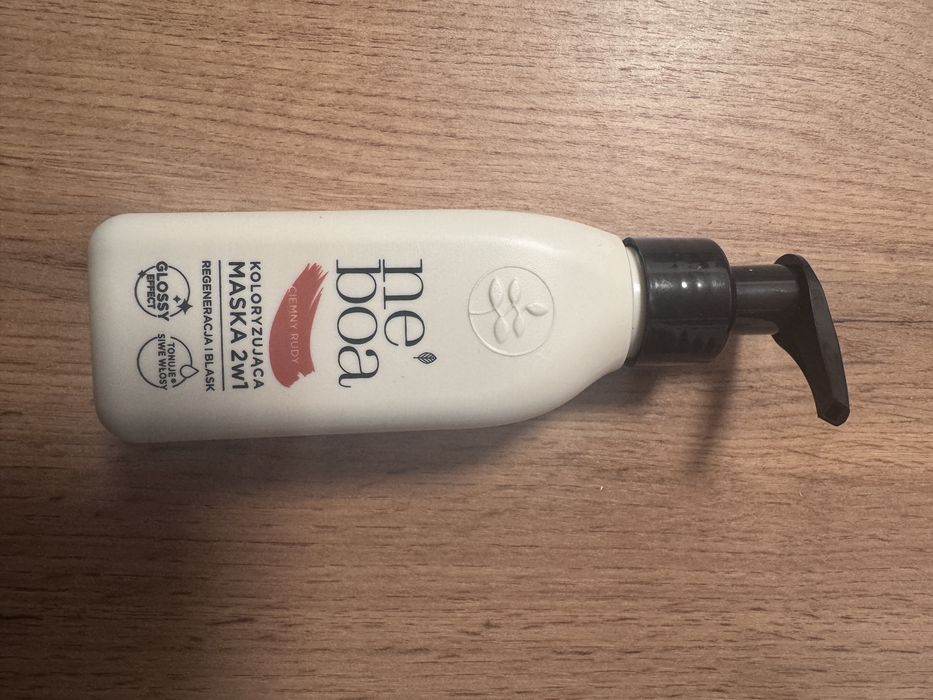 ne
boa
CIEMNY RUDY
KOLORYZUJĄCA
MASKA 2w1
REGENERACJA I BLASK
GLOSSY
EFFECT
TONUJE
SIWE WŁOSY